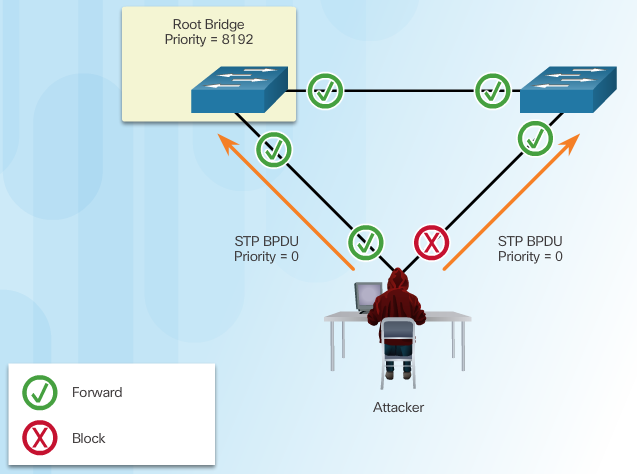 Root Bridge
Priority = 8192
STP BPDU
Priority = 0
STP BPDU
Priority = 0
Attacker
Forward
Block